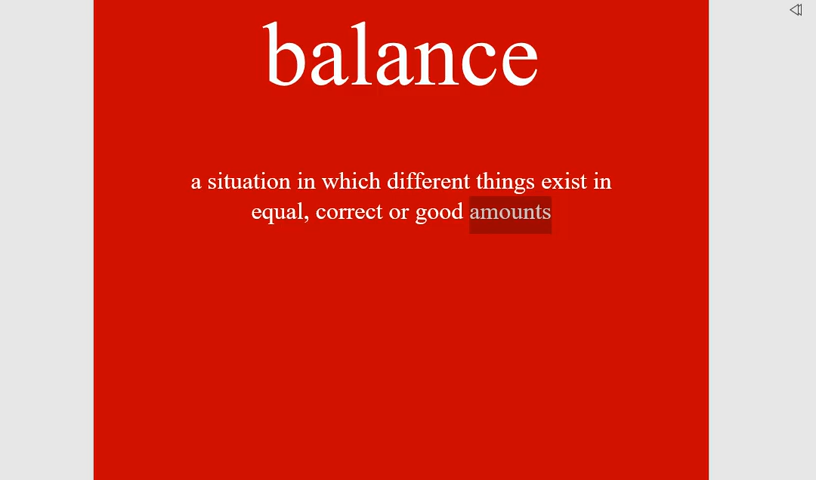 balance
a situation in which different things exist in
equal, correct or good amounts